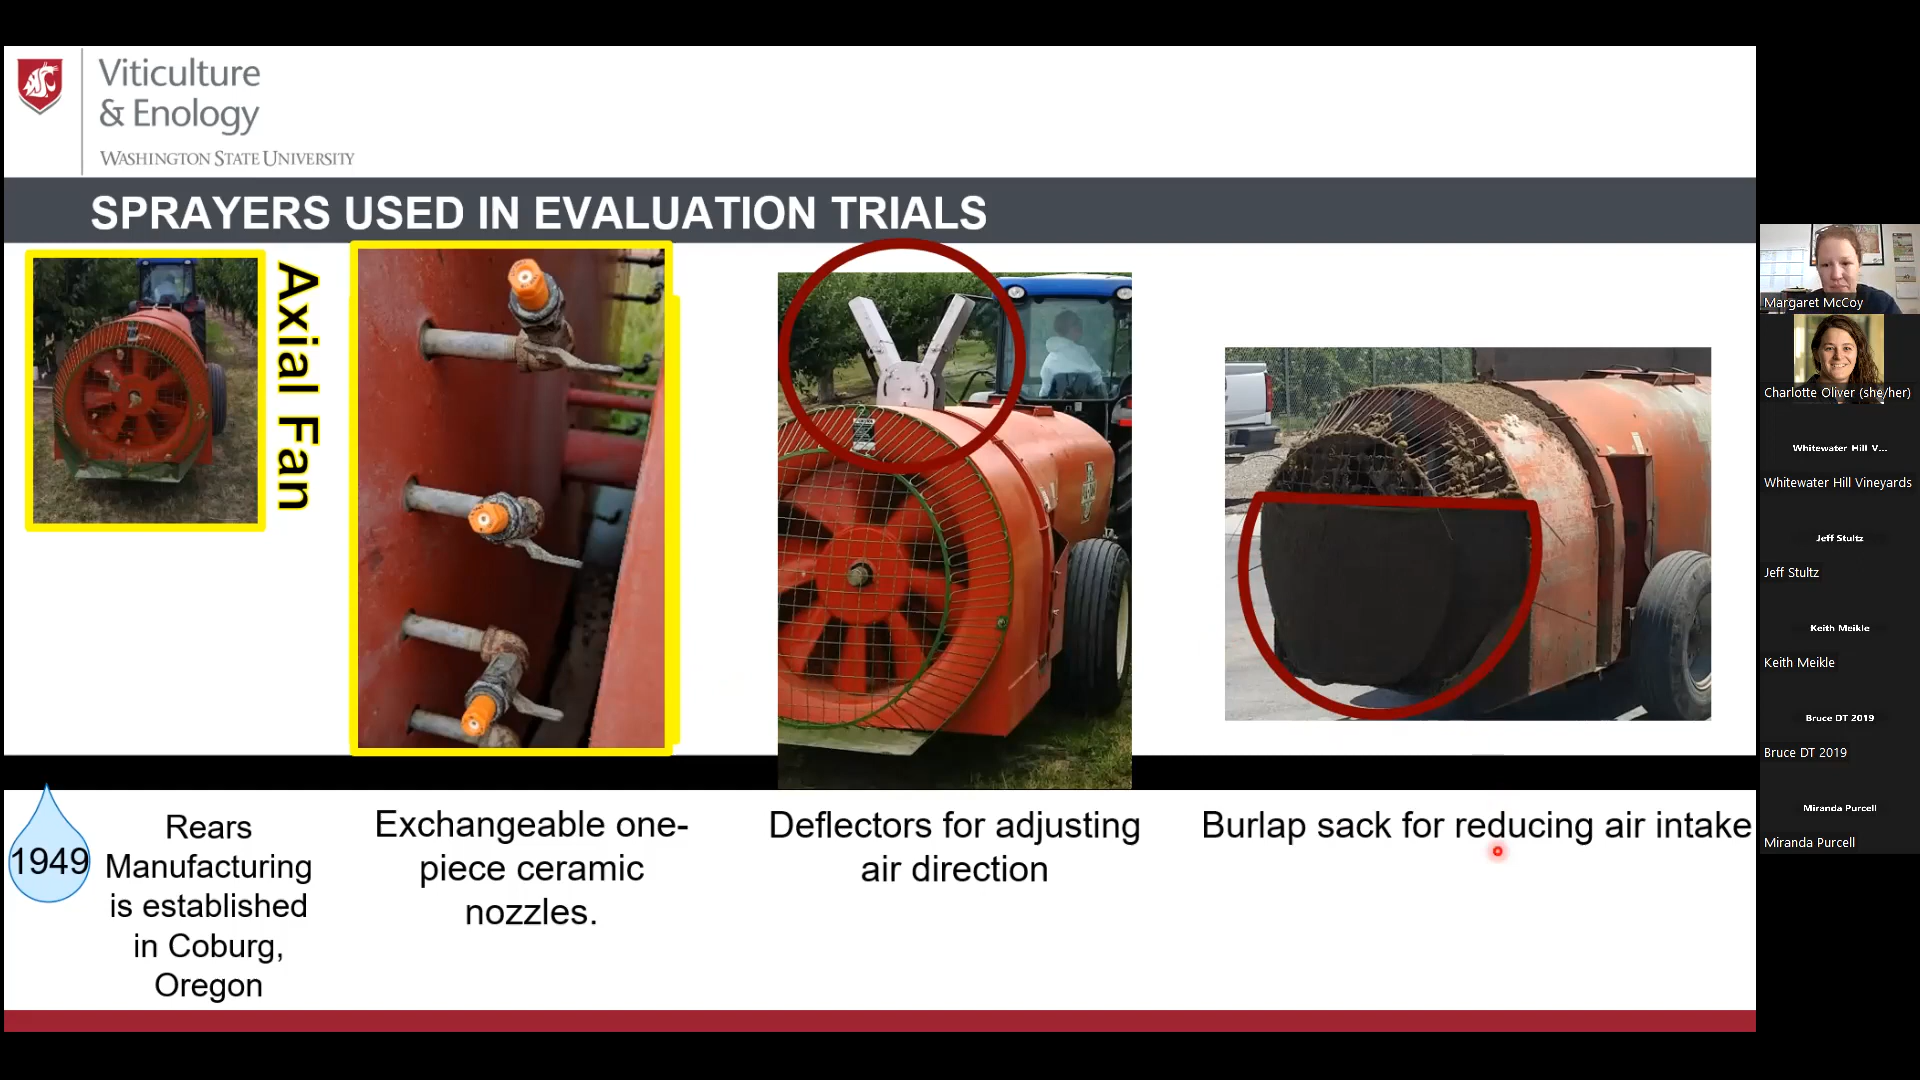 Viticulture
& Enology
WASHINGTON STATE UNIVERSITY
SPRAYERS USED IN EVALUATION TRIALS
Axial Fan
1949
Rears
Manufacturing
is established
in Coburg,
Oregon
Exchangeable one-
piece ceramic
nozzles.
Deflectors for adjusting
air direction
Burlap sack for reducing air intake
Margaret McCoy
Charlotte Oliver (she/her)
Whitewater Hill V...
Whitewater Hill Vineyards
Jeff Stultz
Jeff Stultz
Keith Meikle
Keith Meikle
Bruce DT 2019
Bruce DT 2019
Miranda Purcell
Miranda Purcell